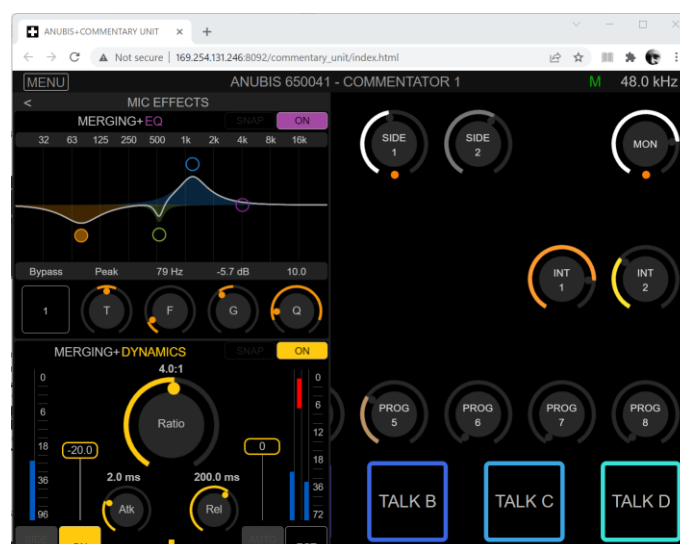 ANUBIS+COMMENTARY UNIT
Not secure | 169.254.131.246:8092/commentary_unit/index.html
MENU ANUBIS 650041 - COMMENTATOR 1 M 48.0 kHz
< MIC EFFECTS
MERGING+EQ SNAP ON
32 63 125 250 500 1k 2k 4k 8k 16k
Bypass Peak 79 Hz -5.7 dB 10.0
1 T F G Q
MERGING+DYNAMICS SNAP ON
4.0:1
0 0
6 6
Ratio
12
18 -20.0 0 18
2.0 ms 200.0 ms
36 36
Atk Rel
96 72
AUTO
SIDE 1
SIDE 2
MON
INT 1
INT 2
PROG 5
PROG 6
PROG 7
PROG 8
TALK B TALK C TALK D